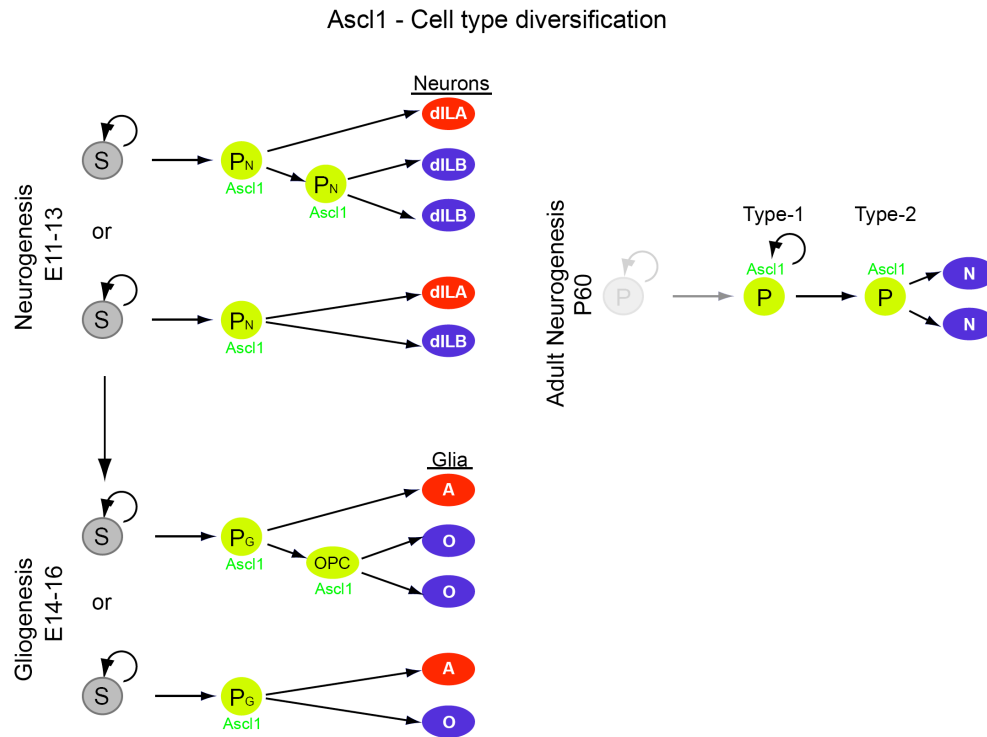 Ascl1 - Cell type diversification
Neurogenesis
E11-13
Neurons
S
PN
Ascl1
PN
Ascl1
dILA
dILB
dILB
or
S
PN
Ascl1
dILA
dILB
Gliogenesis
E14-16
Glia
S
PG
Ascl1
OPC
Ascl1
A
O
O
or
S
PG
Ascl1
A
O
Adult Neurogenesis
P60
Type-1
Type-2
P
Ascl1
P
Ascl1
P
N
N